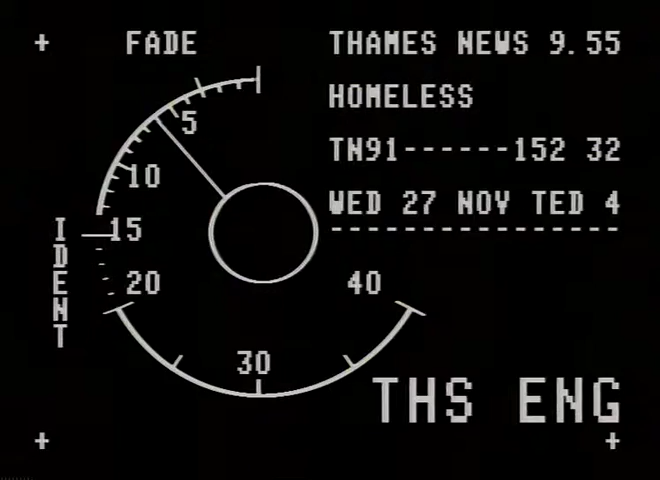 FADE
THAMES NEWS 9.55
HOMELESS
TN91------152 32
WED 27 NOV TED 4
----------------
5
10
15
20
30
40
IDENT
THS ENG